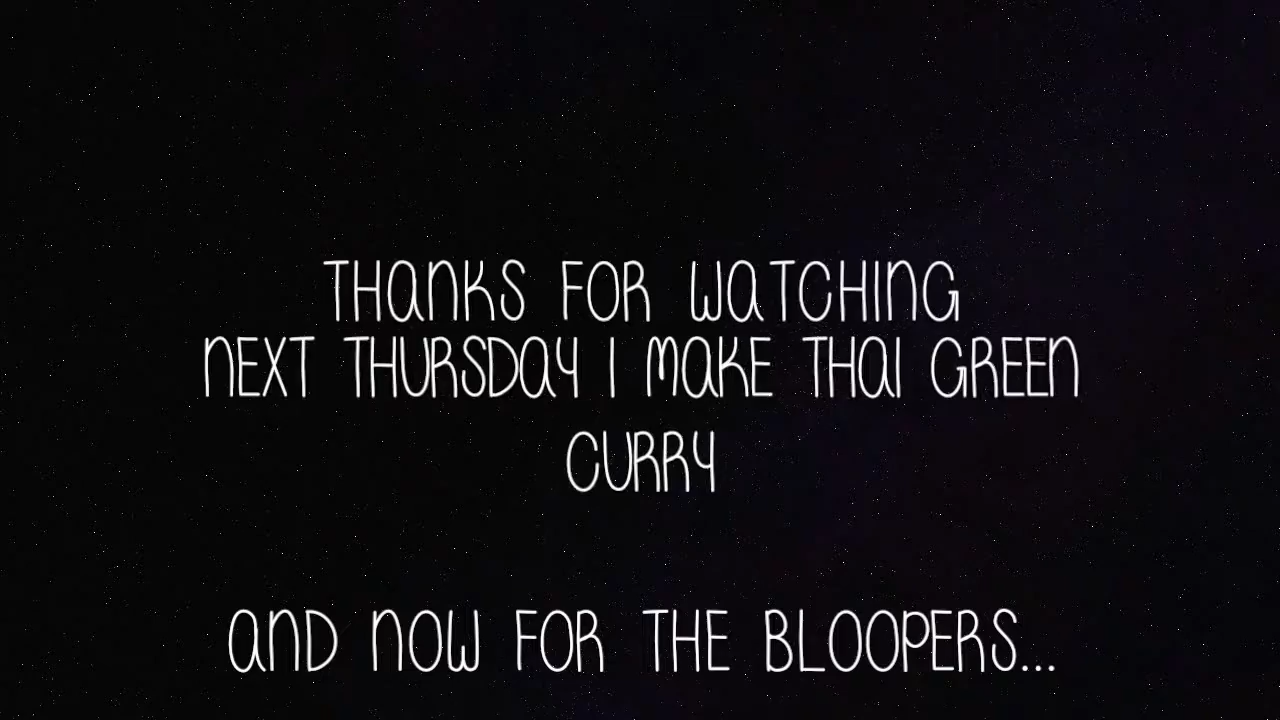 THANKS FOR WATCHING
NEXT THURSDAY I MAKE THAI GREEN
CURRY
AND NOW FOR THE BLOOPERS...